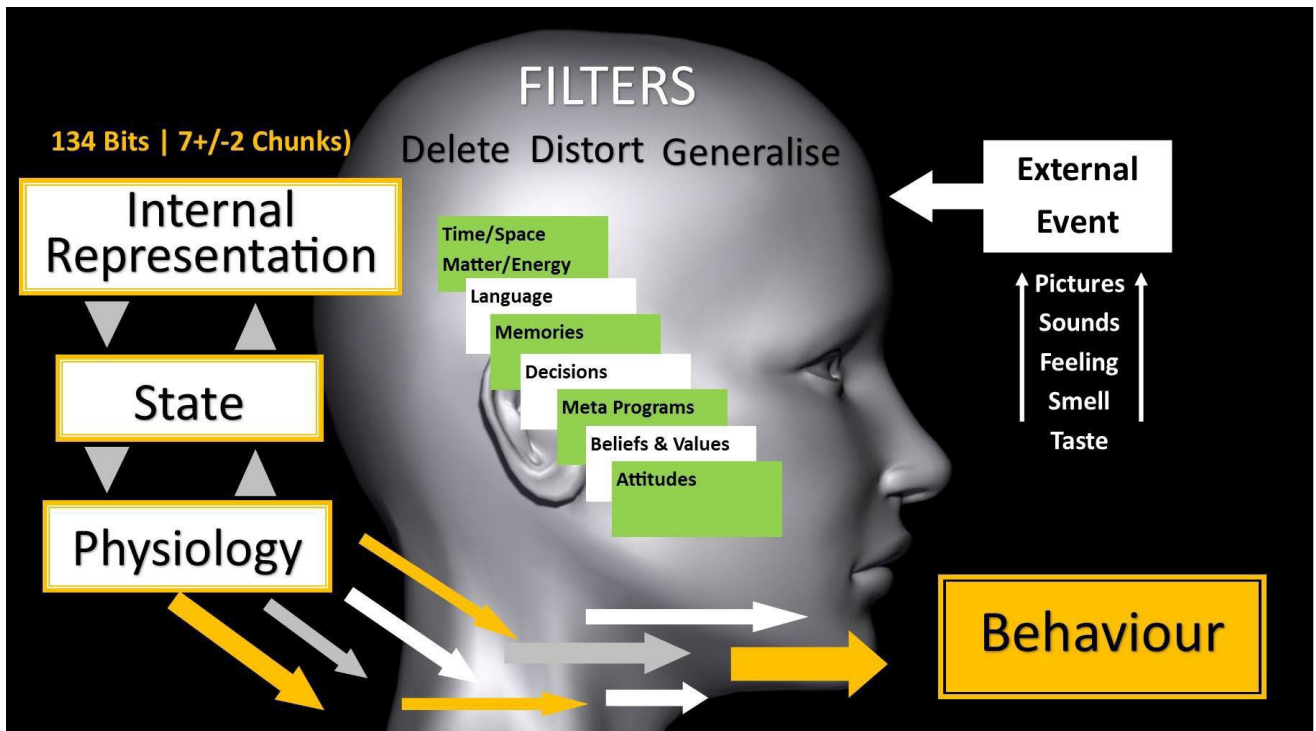 FILTERS
Delete Distort Generalise
134 Bits | 7+/-2 Chunks)
Internal
Representation
State
Physiology
Time/Space
Matter/Energy
Language
Memories
Decisions
Meta Programs
Beliefs & Values
Attitudes
External
Event
Pictures
Sounds
Feeling
Smell
Taste
Behaviour